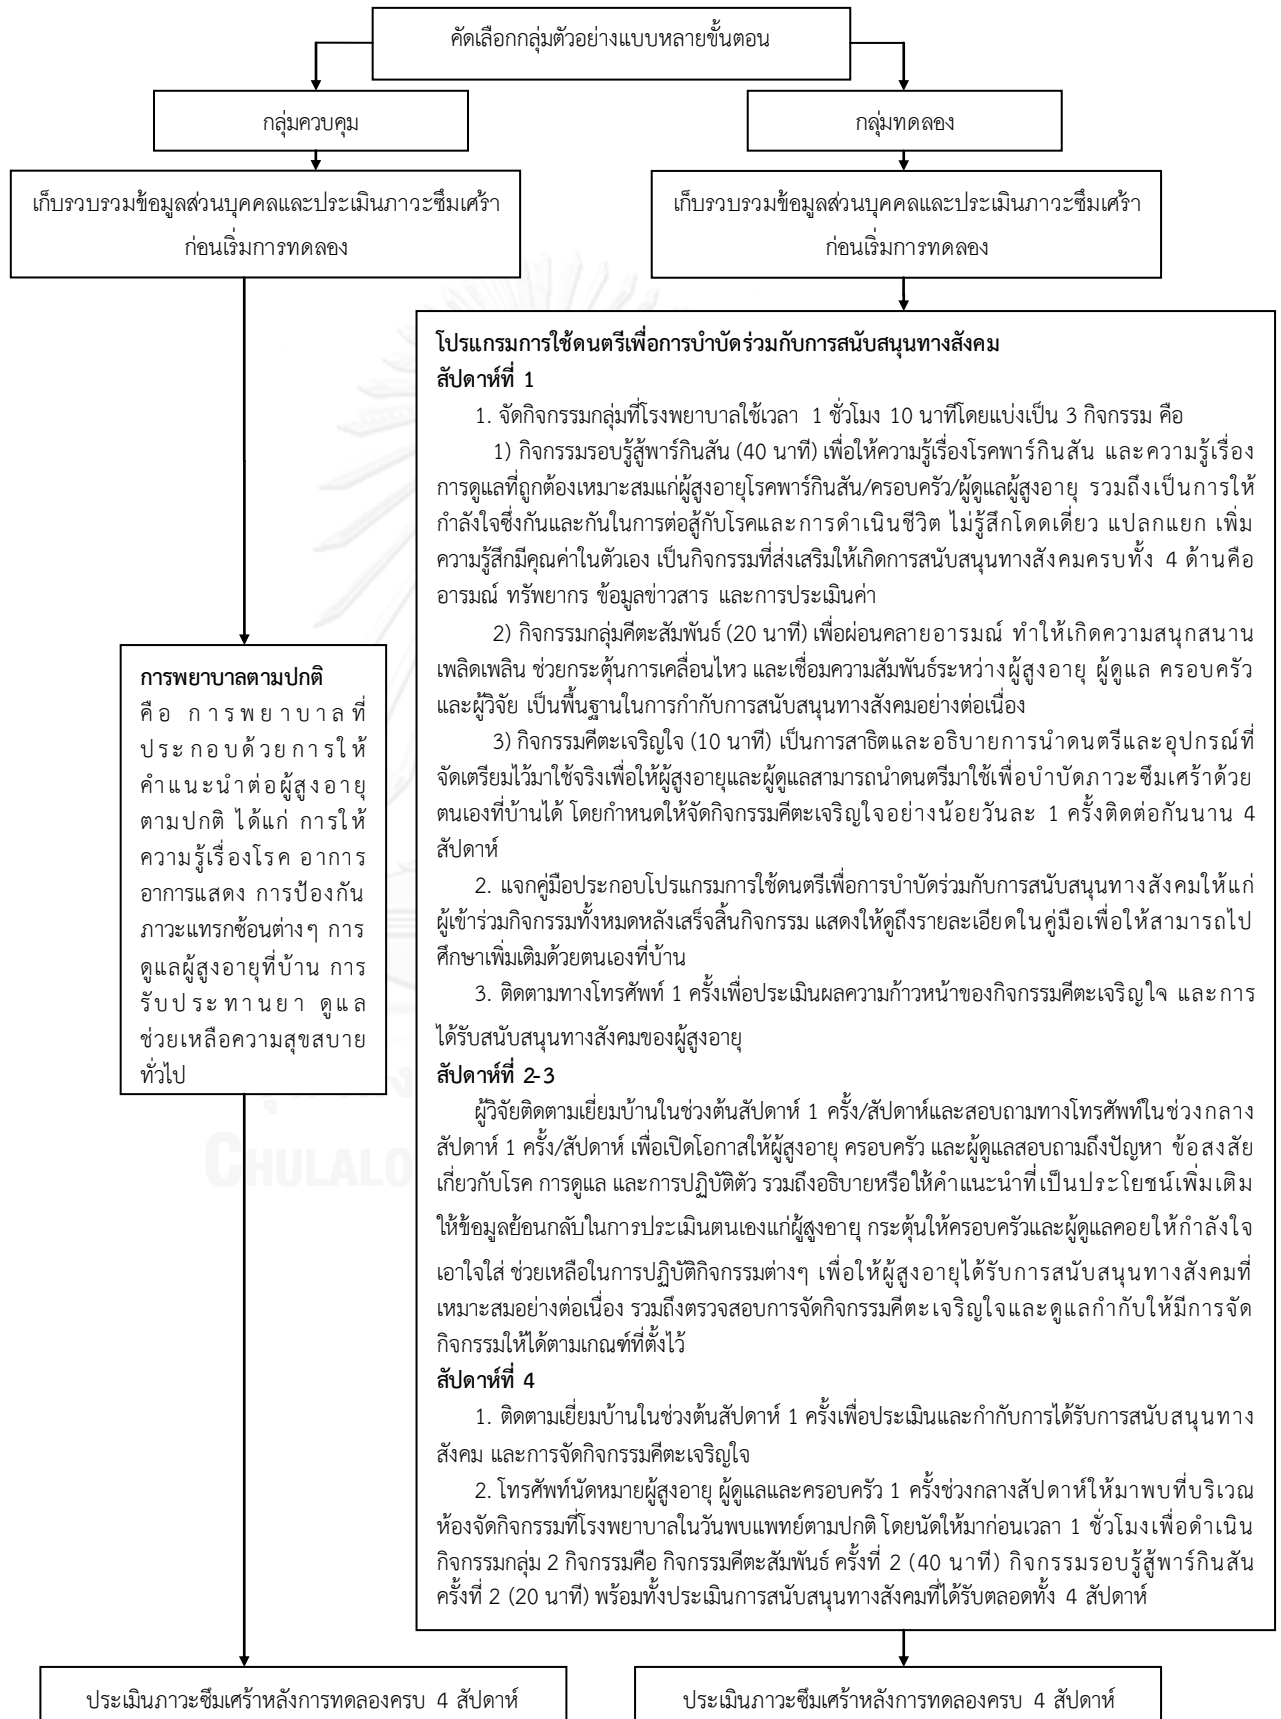 คัดเลือกกลุ่มตัวอย่างแบบหลายขั้นตอน
กลุ่มควบคุม
กลุ่มทดลอง
เก็บรวบรวมข้อมูลส่วนบุคคลและประเมินภาวะซึมเศร้า
ก่อนเริ่มการทดลอง
เก็บรวบรวมข้อมูลส่วนบุคคลและประเมินภาวะซึมเศร้า
ก่อนเริ่มการทดลอง
การพยาบาลตามปกติ
คือ การพยาบาลที่
ประกอบด้วยการให้
คำแนะนำต่อผู้สูงอายุ
ตามปกติ ได้แก่ การให้
ความรู้เรื่องโรค อาการ
อาการแสดง การป้องกัน
ภาวะแทรกซ้อนต่างๆ การ
ดูแลผู้สูงอายุที่บ้าน การ
รับประทานยา ดูแล
ช่วยเหลือความสุขสบาย
ทั่วไป
โปรแกรมการใช้ดนตรีเพื่อการบำบัดร่วมกับการสนับสนุนทางสังคม
สัปดาห์ที่ 1
1. จัดกิจกรรมกลุ่มที่โรงพยาบาลใช้เวลา 1 ชั่วโมง 10 นาทีโดยแบ่งเป็น 3 กิจกรรม คือ
1) กิจกรรมรอบรู้สู้พาร์กินสัน (40 นาที) เพื่อให้ความรู้เรื่องโรคพาร์กินสัน และความรู้เรื่อง
การดูแลที่ถูกต้องเหมาะสมแก่ผู้สูงอายุโรคพาร์กินสัน/ครอบครัว/ผู้ดูแลผู้สูงอายุ รวมถึงเป็นการให้
กำลังใจซึ่งกันและกันในการต่อสู้กับโรคและการดำเนินชีวิต ไม่รู้สึกโดดเดี่ยว แปลกแยก เพิ่ม
ความรู้สึกมีคุณค่าในตัวเอง เป็นกิจกรรมที่ส่งเสริมให้เกิดการสนับสนุนทางสังคมครบทั้ง 4 ด้านคือ
อารมณ์ ทรัพยากร ข้อมูลข่าวสาร และการประเมินค่า
2) กิจกรรมกลุ่มคีตะสัมพันธ์ (20 นาที) เพื่อผ่อนคลายอารมณ์ ทำให้เกิดความสนุกสนาน
เพลิดเพลิน ช่วยกระตุ้นการเคลื่อนไหว และเชื่อมความสัมพันธ์ระหว่างผู้สูงอายุ ผู้ดูแล ครอบครัว
และผู้วิจัย เป็นพื้นฐานในการกำกับการสนับสนุนทางสังคมอย่างต่อเนื่อง
3) กิจกรรมคีตะเจริญใจ (10 นาที) เป็นการสาธิตและอธิบายการนำดนตรีและอุปกรณ์ที่
จัดเตรียมไว้มาใช้จริงเพื่อให้ผู้สูงอายุและผู้ดูแลสามารถนำดนตรีมาใช้เพื่อบำบัดภาวะซึมเศร้าด้วย
ตนเองที่บ้านได้ โดยกำหนดให้จัดกิจกรรมคีตะเจริญใจอย่างน้อยวันละ 1 ครั้งติดต่อกันนาน 4
สัปดาห์
2. แจกคู่มือประกอบโปรแกรมการใช้ดนตรีเพื่อการบำบัดร่วมกับการสนับสนุนทางสังคมให้แก่
ผู้เข้าร่วมกิจกรรมทั้งหมดหลังเสร็จสิ้นกิจกรรม แสดงให้ดูถึงรายละเอียดในคู่มือเพื่อให้สามารถไป
ศึกษาเพิ่มเติมด้วยตนเองที่บ้าน
3. ติดตามทางโทรศัพท์ 1 ครั้งเพื่อประเมินผลความก้าวหน้าของกิจกรรมคีตะเจริญใจ และการ
ได้รับสนับสนุนทางสังคมของผู้สูงอายุ
สัปดาห์ที่ 2-3
ผู้วิจัยติดตามเยี่ยมบ้านในช่วงต้นสัปดาห์ 1 ครั้ง/สัปดาห์และสอบถามทางโทรศัพท์ในช่วงกลาง
สัปดาห์ 1 ครั้ง/สัปดาห์ เพื่อเปิดโอกาสให้ผู้สูงอายุ ครอบครัว และผู้ดูแลสอบถามถึงปัญหา ข้อสงสัย
เกี่ยวกับโรค การดูแล และการปฏิบัติตัว รวมถึงอธิบายหรือให้คำแนะนำที่เป็นประโยชน์เพิ่มเติม
ให้ข้อมูลย้อนกลับในการประเมินตนเองแก่ผู้สูงอายุ กระตุ้นให้ครอบครัวและผู้ดูแลคอยให้กำลังใจ
เอาใจใส่ ช่วยเหลือในการปฏิบัติกิจกรรมต่างๆ เพื่อให้ผู้สูงอายุได้รับการสนับสนุนทางสังคมที่
เหมาะสมอย่างต่อเนื่อง รวมถึงตรวจสอบการจัดกิจกรรมคีตะเจริญใจและดูแลกำกับให้มีการจัด
กิจกรรมให้ได้ตามเกณฑ์ที่ตั้งไว้
สัปดาห์ที่ 4
1. ติดตามเยี่ยมบ้านในช่วงต้นสัปดาห์ 1 ครั้งเพื่อประเมินและกำกับการได้รับการสนับสนุนทาง
สังคม และการจัดกิจกรรมคีตะเจริญใจ
2. โทรศัพท์นัดหมายผู้สูงอายุ ผู้ดูแลและครอบครัว 1 ครั้งช่วงกลางสัปดาห์ให้มาพบที่บริเวณ
ห้องจัดกิจกรรมที่โรงพยาบาลในวันพบแพทย์ตามปกติ โดยนัดให้มาก่อนเวลา 1 ชั่วโมงเพื่อดำเนิน
กิจกรรมกลุ่ม 2 กิจกรรมคือ กิจกรรมคีตะสัมพันธ์ ครั้งที่ 2 (40 นาที) กิจกรรมรอบรู้สู้พาร์กินสัน
ครั้งที่ 2 (20 นาที) พร้อมทั้งประเมินการสนับสนุนทางสังคมที่ได้รับตลอดทั้ง 4 สัปดาห์
CHULALO
ประเมินภาวะซึมเศร้าหลังการทดลองครบ 4 สัปดาห์
ประเมินภาวะซึมเศร้าหลังการทดลองครบ 4 สัปดาห์